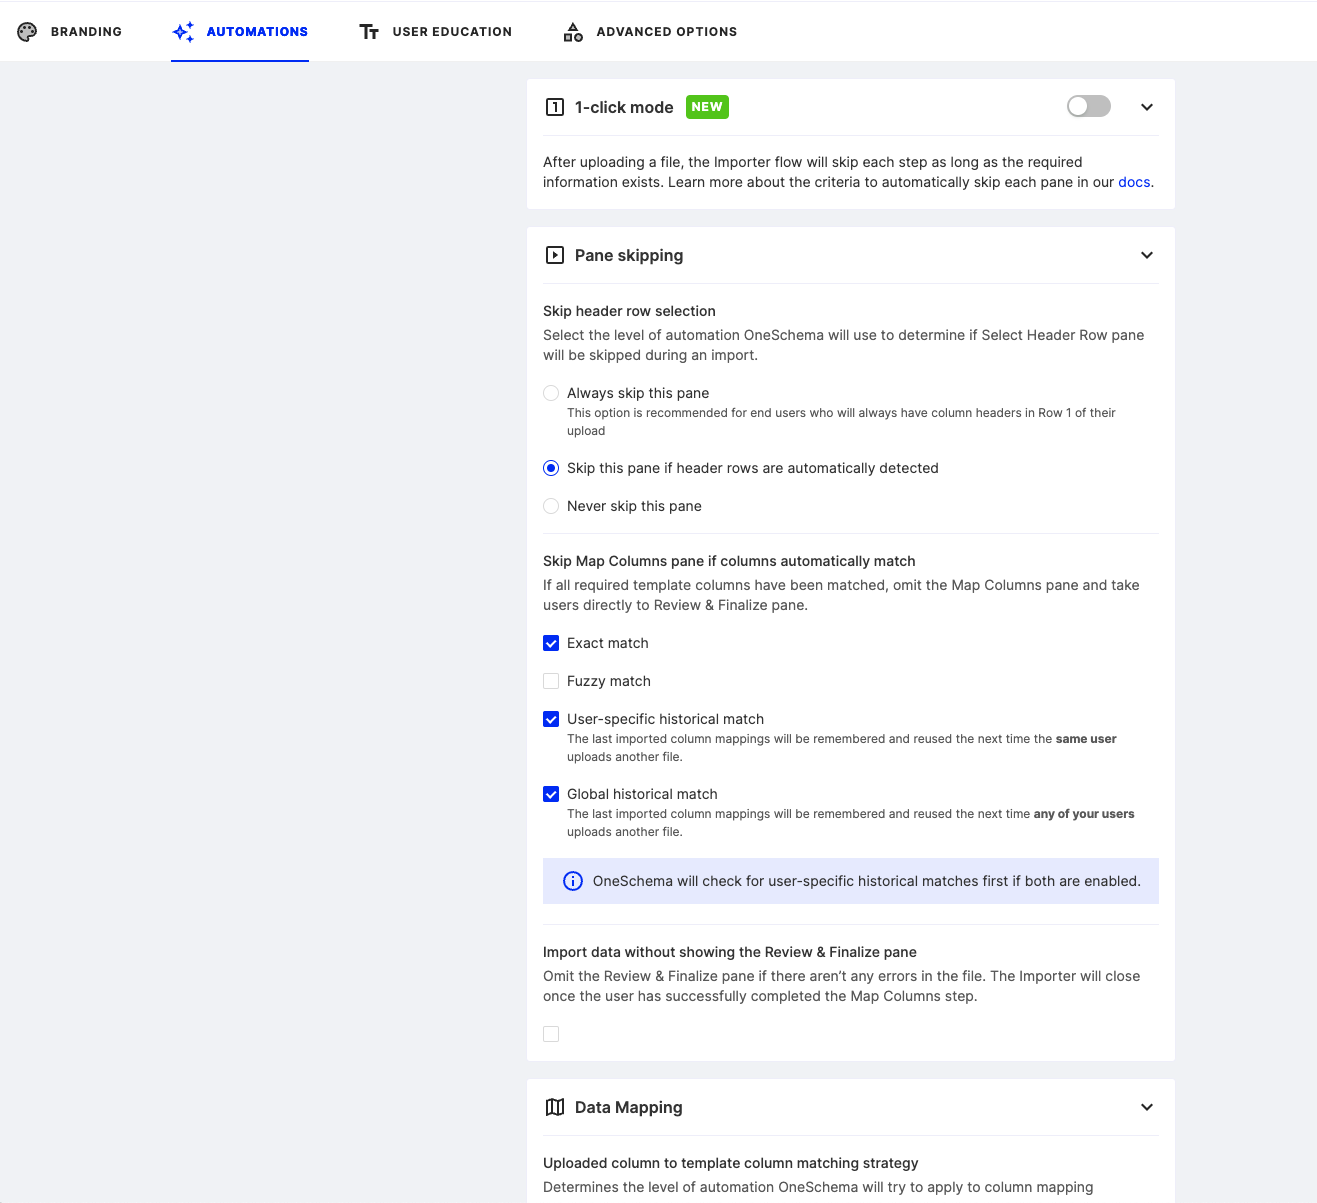 BRANDING
AUTOMATIONS
USER EDUCATION
ADVANCED OPTIONS
1
1-click mode
NEW
After uploading a file, the Importer flow will skip each step as long as the required
information exists. Learn more about the criteria to automatically skip each pane in our docs.
Pane skipping
Skip header row selection
Select the level of automation OneSchema will use to determine if Select Header Row pane
will be skipped during an import.
Always skip this pane
This option is recommended for end users who will always have column headers in Row 1 of their
upload
Skip this pane if header rows are automatically detected
Never skip this pane
Skip Map Columns pane if columns automatically match
If all required template columns have been matched, omit the Map Columns pane and take
users directly to Review & Finalize pane.
Exact match
Fuzzy match
User-specific historical match
The last imported column mappings will be remembered and reused the next time the same user
uploads another file.
Global historical match
The last imported column mappings will be remembered and reused the next time any of your users
uploads another file.
OneSchema will check for user-specific historical matches first if both are enabled.
Import data without showing the Review & Finalize pane
Omit the Review & Finalize pane if there aren’t any errors in the file. The Importer will close
once the user has successfully completed the Map Columns step.
Data Mapping
Uploaded column to template column matching strategy
Determines the level of automation OneSchema will try to apply to column mapping